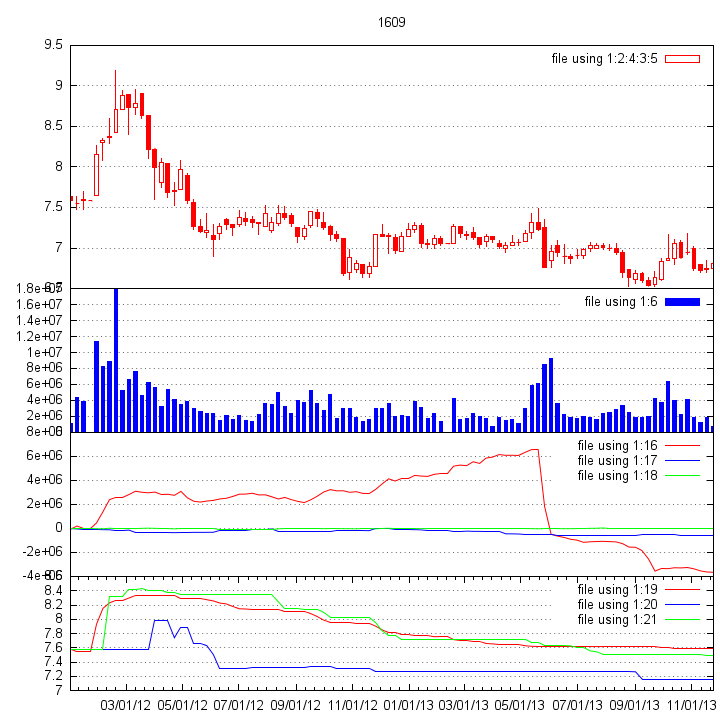 1609
9.5
file using 1:2:4:3:5
9
8.5
8
7.5
7
1.8e+07
file using 1:6
1.6e+07
1.4e+07
1.2e+07
1e+07
8e+06
6e+06
4e+06
2e+06
file using 1:16
6e+06
file using 1:17
file using 1:18
4e+06
2e+06
0
-2e+06
-4e+06
8.4
file using 1:19
8.2
file using 1:20
8
file using 1:21
7.8
7.6
7.4
7.2
7
03/01/12 05/01/12 07/01/12 09/01/12 11/01/12 01/01/13 03/01/13 05/01/13 07/01/13 09/01/13 11/01/13